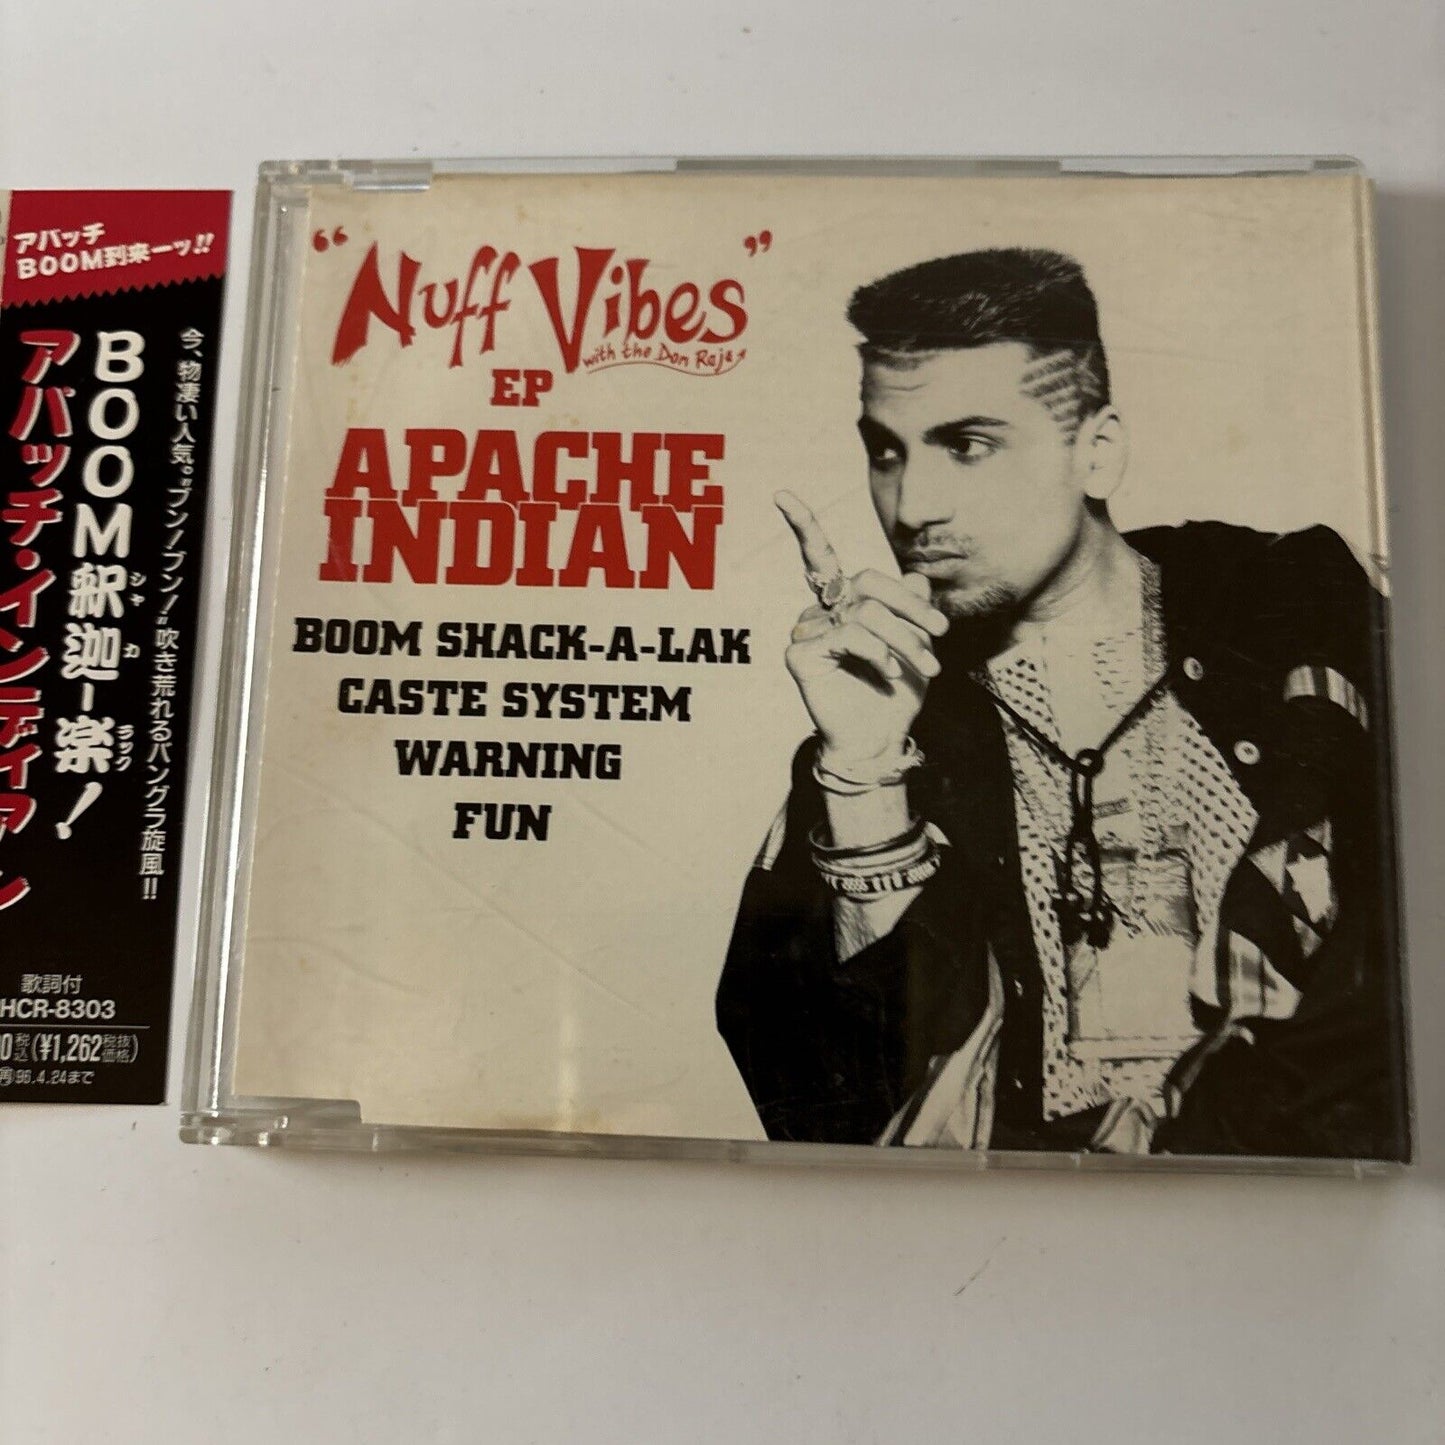 アパッチ
BOOM到来ーッ!!
今、物凄い人気。"ブン！ブン！"吹き荒れるバングラ旋風!!
BOOM釈迦ー楽！
シャ カ ラック
アパッチ・インディアン
歌詞付
HCR-8303
税込(¥1,262税抜価格)
再96.4.24まで
"Nuff Vibes"
with the Don Raja
EP
APACHE
INDIAN
BOOM SHACK-A-LAK
CASTE SYSTEM
WARNING
FUN